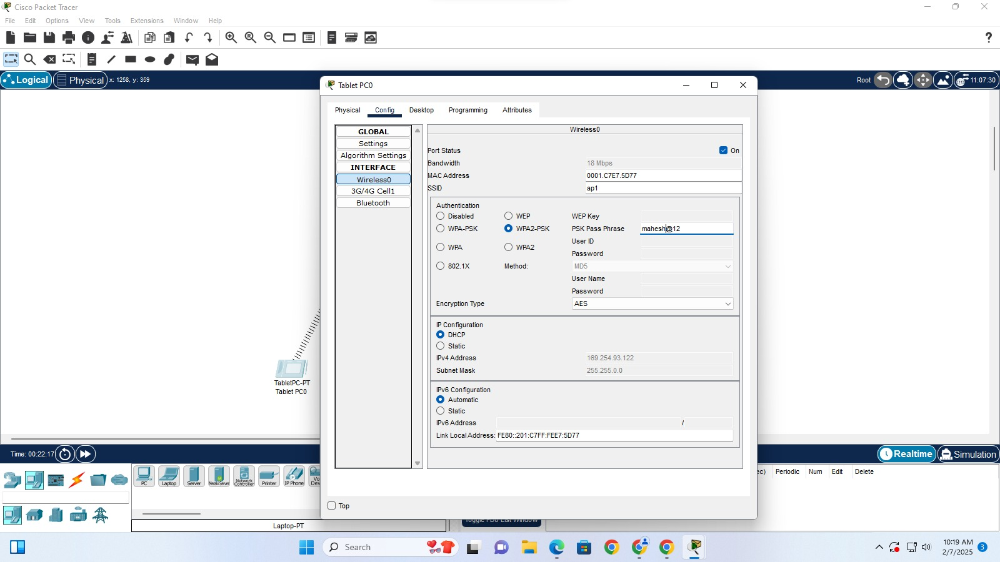 Cisco Packet Tracer
File Edit Options View Tools Extensions Window Help
Logical Physical x: 1258, y: 359
Root 11:07:30
Tablet PC0
Physical Config Desktop Programming Attributes
GLOBAL
Settings
Algorithm Settings
INTERFACE
Wireless0
3G/4G Cell1
Bluetooth
Wireless0
Port Status On
Bandwidth 18 Mbps
MAC Address 0001.C7E7.5D77
SSID ap1
Authentication
Disabled WEP WEP Key
WPA-PSK WPA2-PSK PSK Pass Phrase mahesh@12
User ID
WPA WPA2
Password
802.1X Method: MD5
User Name
Password
Encryption Type AES
IP Configuration
DHCP
Static
IPv4 Address 169.254.93.122
Subnet Mask 255.255.0.0
IPv6 Configuration
Automatic
Static
IPv6 Address /
Link Local Address: FE80::201:C7FF:FEE7:5D77
Top
TabletPC-PT
Tablet PC0
Time: 00:22:17
Realtime Simulation
PC Laptop Server Meraki Server Network Controller Printer IP Phone Vo Dev
ec) Periodic Num Edit Delete
Toggle PDU List Window
Laptop-PT
Search
10:19 AM
2/7/2025
3